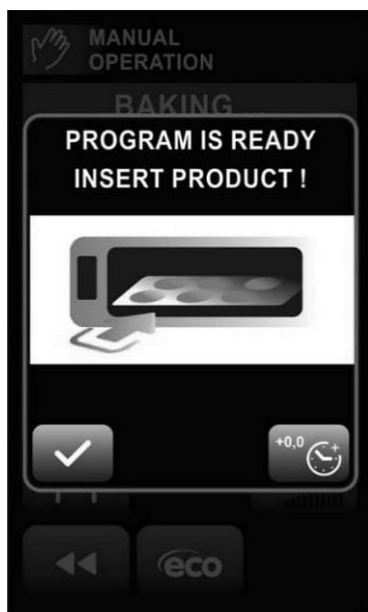 MANUAL
OPERATION
BAKING
PROGRAM IS READY
INSERT PRODUCT !
+0,0
eco